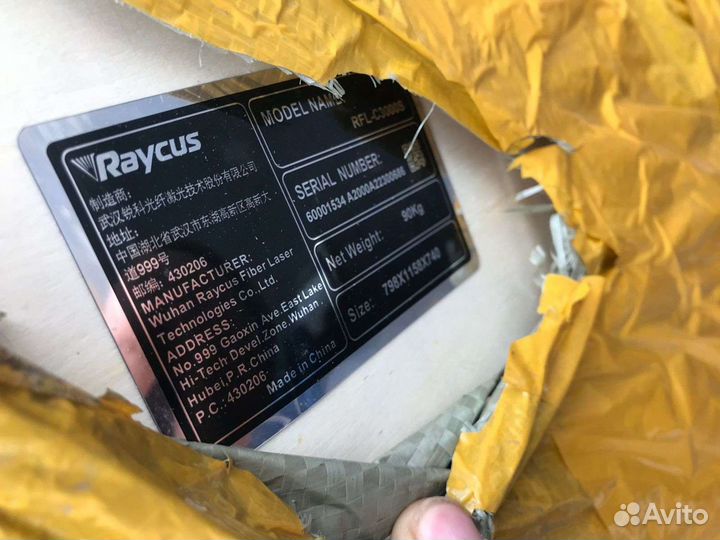 Raycus
制造商:
武汉锐科光纤激光技术股份有限公司
地址:
中国湖北省武汉市东湖高新区高新大
道999号
邮编: 430206
MANUFACTURER:
Wuhan Raycus Fiber Laser
Technologies Co.,Ltd.
ADDRESS:
No.999 Gaoxin Ave.East Lake
Hi-Tech Devel.Zone.Wuhan,
Hubei,P.R.China
P.C.:430206
Made in China
MODEL NAME:
RFL-C3000S
SERIAL NUMBER:
60001534 A2000A22300686
Net Weight:
90Kg
Size:
798X1158X740
Avito